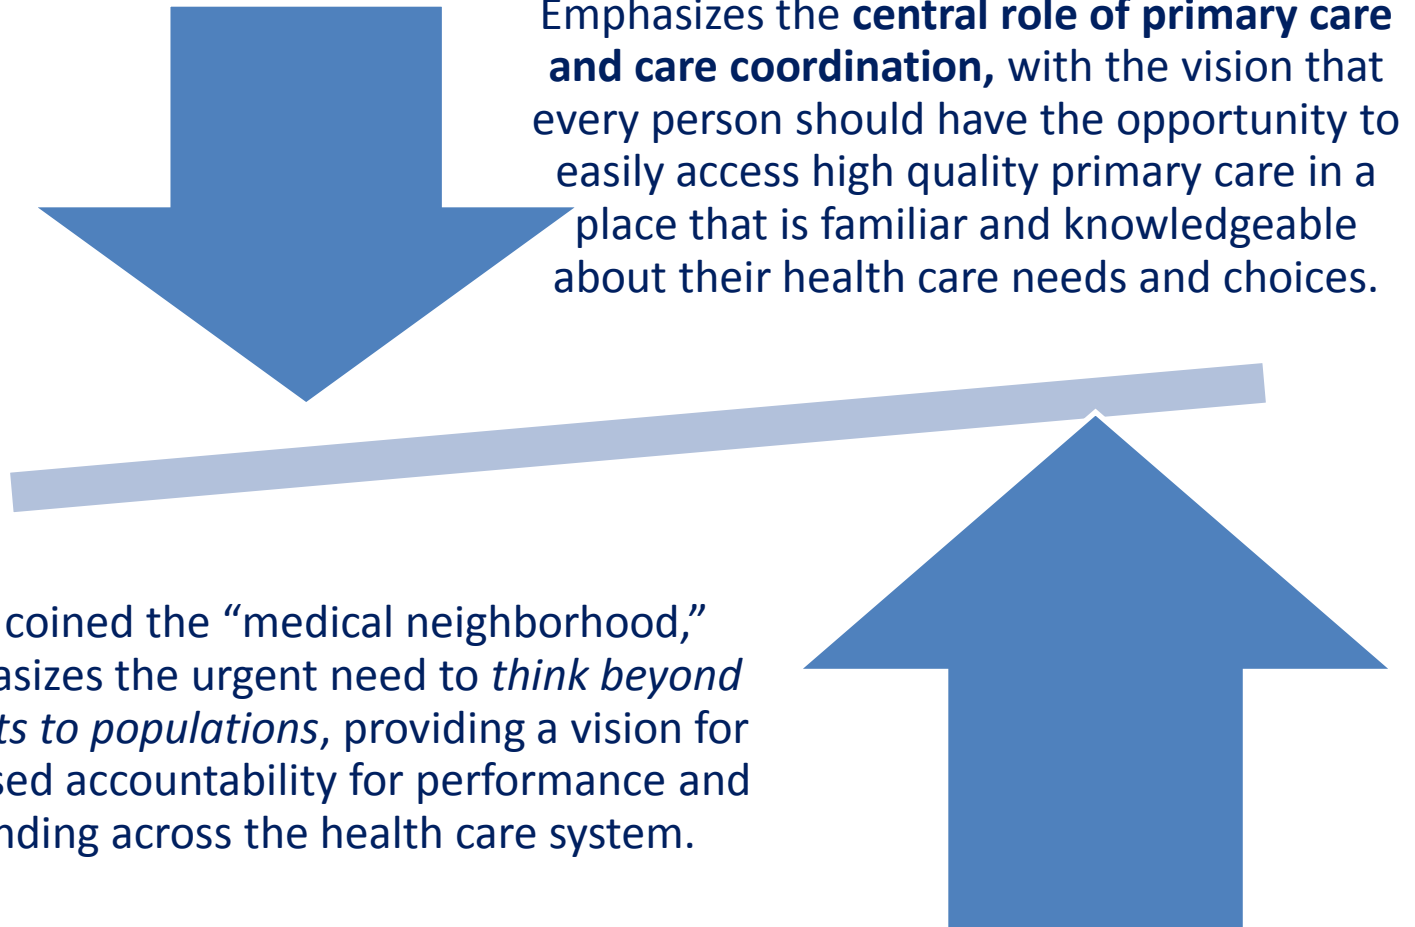 Emphasizes the central role of primary care
and care coordination, with the vision that
every person should have the opportunity to
easily access high quality primary care in a
place that is familiar and knowledgeable
about their health care needs and choices.
coined the “medical neighborhood,”
asizes the urgent need to think beyond
ts to populations, providing a vision for
sed accountability for performance and
nding across the health care system.